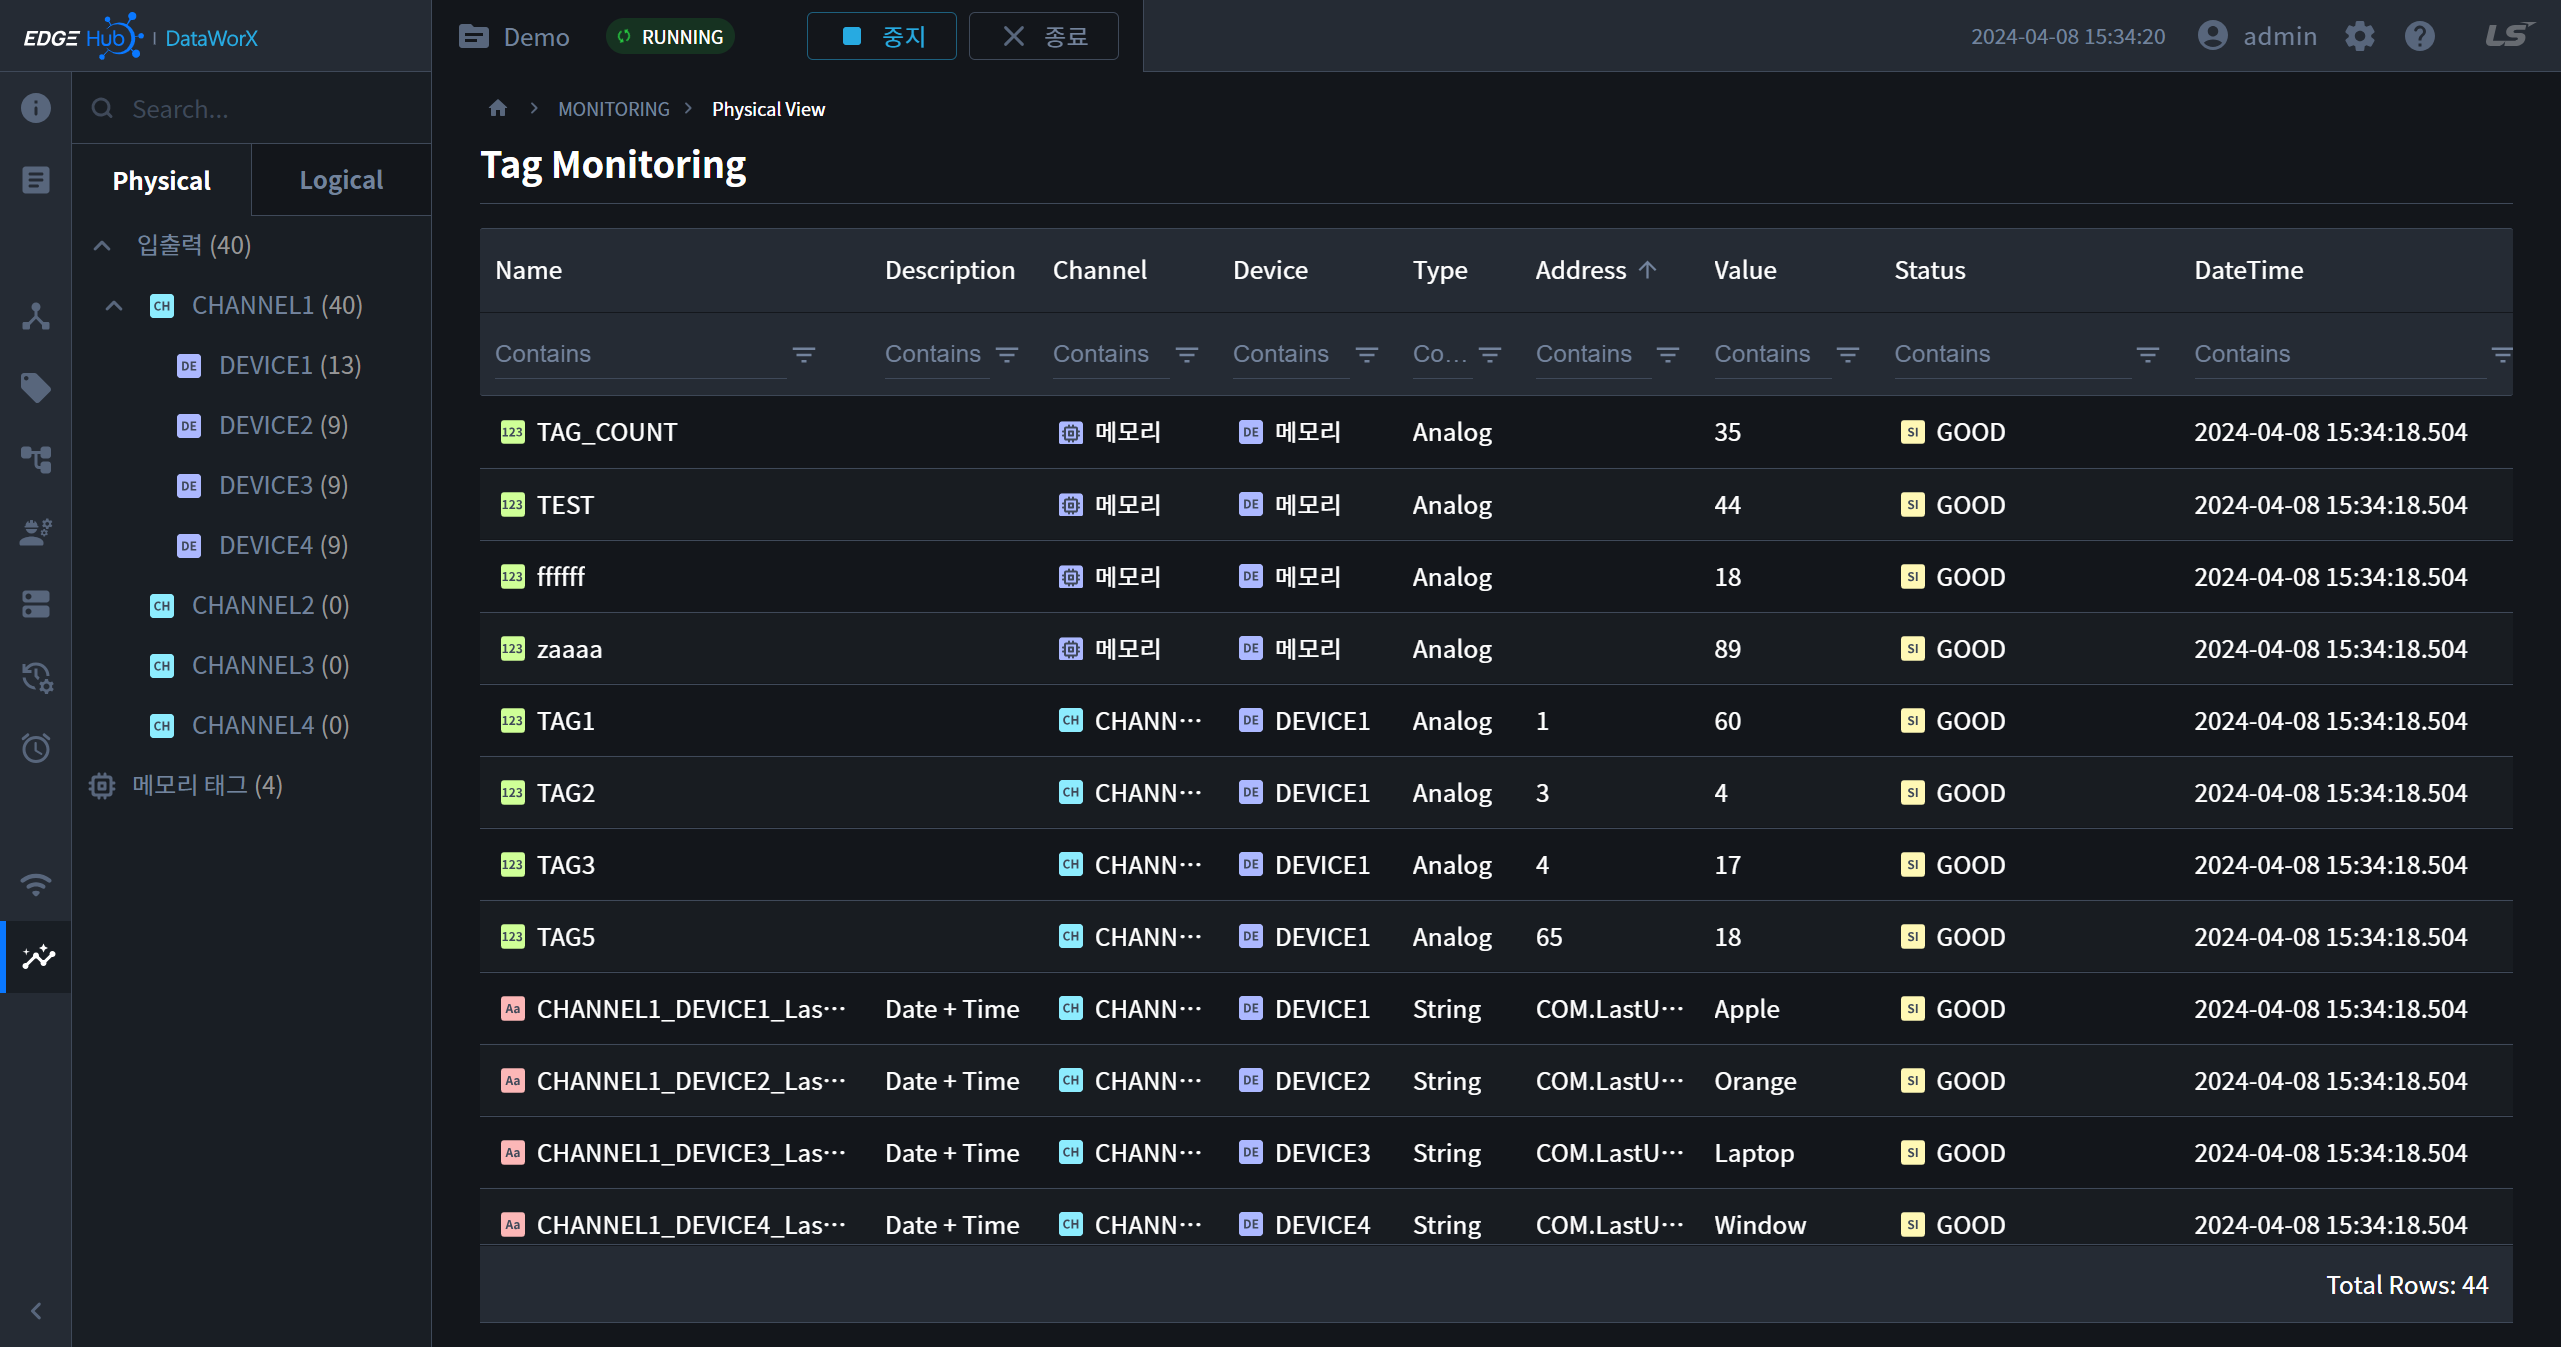 EDGE Hub | DataWorX
Demo
RUNNING
중지
종료
2024-04-08 15:34:20
admin
LS
Search...
Physical
Logical
입출력 (40)
CH CHANNEL1 (40)
DE DEVICE1 (13)
DE DEVICE2 (9)
DE DEVICE3 (9)
DE DEVICE4 (9)
CH CHANNEL2 (0)
CH CHANNEL3 (0)
CH CHANNEL4 (0)
메모리 태그 (4)
MONITORING > Physical View
Tag Monitoring
Name Description Channel Device Type Address Value Status DateTime
Contains Contains Contains Contains Co... Contains Contains Contains Contains
123 TAG_COUNT 메모리 DE 메모리 Analog 35 SI GOOD 2024-04-08 15:34:18.504
123 TEST 메모리 DE 메모리 Analog 44 SI GOOD 2024-04-08 15:34:18.504
123 ffffff 메모리 DE 메모리 Analog 18 SI GOOD 2024-04-08 15:34:18.504
123 zaaaa 메모리 DE 메모리 Analog 89 SI GOOD 2024-04-08 15:34:18.504
123 TAG1 CH CHANN··· DE DEVICE1 Analog 1 60 SI GOOD 2024-04-08 15:34:18.504
123 TAG2 CH CHANN··· DE DEVICE1 Analog 3 4 SI GOOD 2024-04-08 15:34:18.504
123 TAG3 CH CHANN··· DE DEVICE1 Analog 4 17 SI GOOD 2024-04-08 15:34:18.504
123 TAG5 CH CHANN··· DE DEVICE1 Analog 65 18 SI GOOD 2024-04-08 15:34:18.504
Aa CHANNEL1_DEVICE1_Las··· Date + Time CH CHANN··· DE DEVICE1 String COM.LastU··· Apple SI GOOD 2024-04-08 15:34:18.504
Aa CHANNEL1_DEVICE2_Las··· Date + Time CH CHANN··· DE DEVICE2 String COM.LastU··· Orange SI GOOD 2024-04-08 15:34:18.504
Aa CHANNEL1_DEVICE3_Las··· Date + Time CH CHANN··· DE DEVICE3 String COM.LastU··· Laptop SI GOOD 2024-04-08 15:34:18.504
Aa CHANNEL1_DEVICE4_Las··· Date + Time CH CHANN··· DE DEVICE4 String COM.LastU··· Window SI GOOD 2024-04-08 15:34:18.504
Total Rows: 44